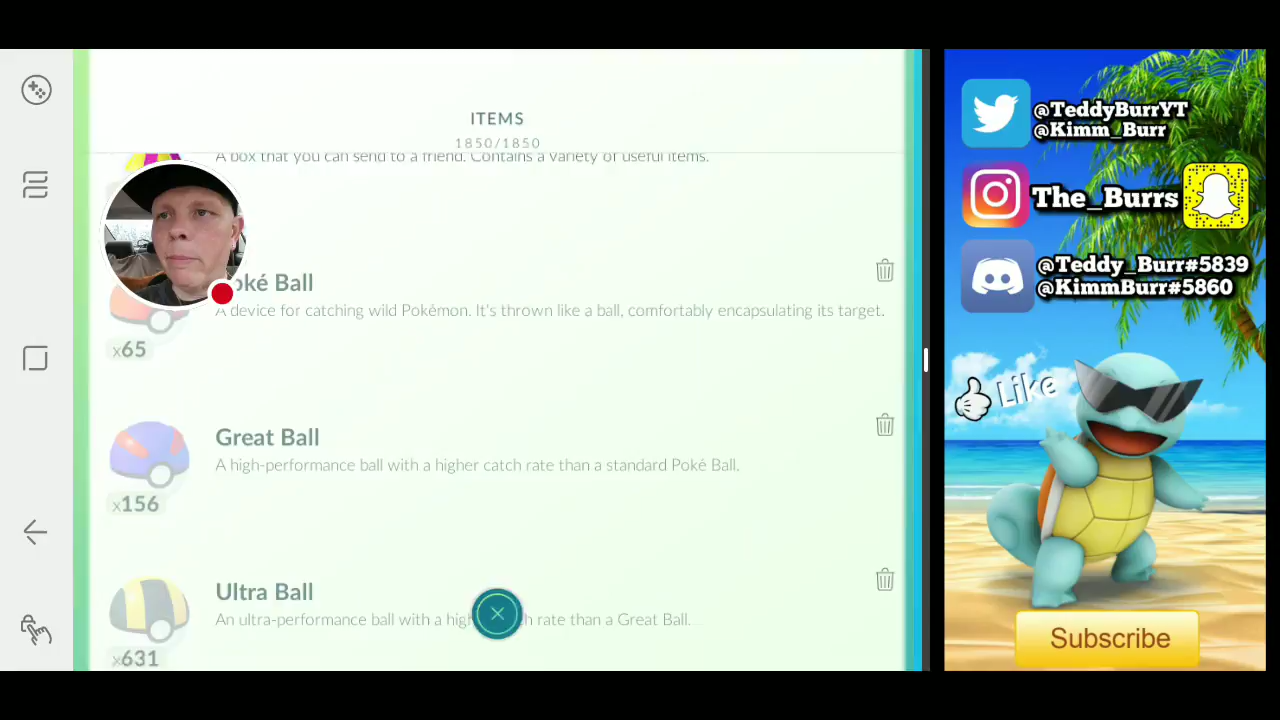 ITEMS
1850/1850
A box that you can send to a friend. Contains a variety of useful items.
Poké Ball
A device for catching wild Pokémon. It's thrown like a ball, comfortably encapsulating its target.
x65
Great Ball
A high-performance ball with a higher catch rate than a standard Poké Ball.
x156
Ultra Ball
An ultra-performance ball with a high rate than a Great Ball.
x631
@TeddyBurrYT
@Kimm_Burr
The_Burrs
@Teddy_Burr#5839
@KimmBurr#5860
Like
Subscribe